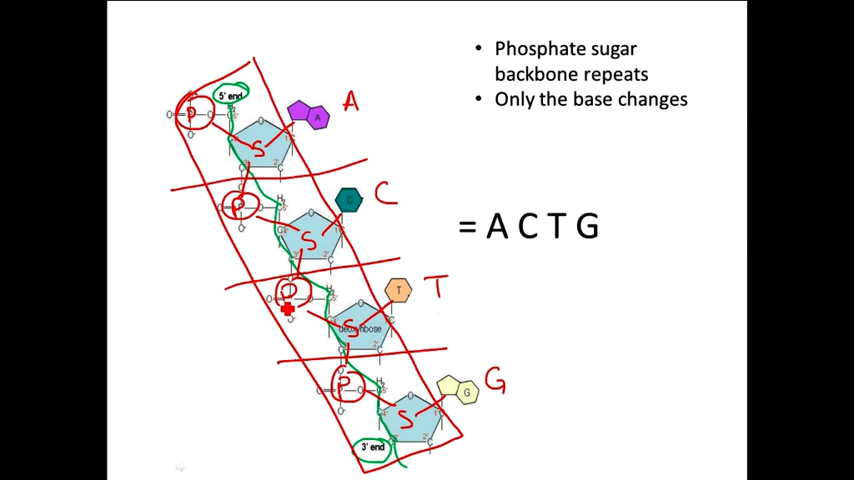 • Phosphate sugar
backbone repeats
• Only the base changes
= A C T G
5' end
P
S
A
A
P
S
C
C
P
S
T
T
deoxyribose
P
S
G
G
3' end